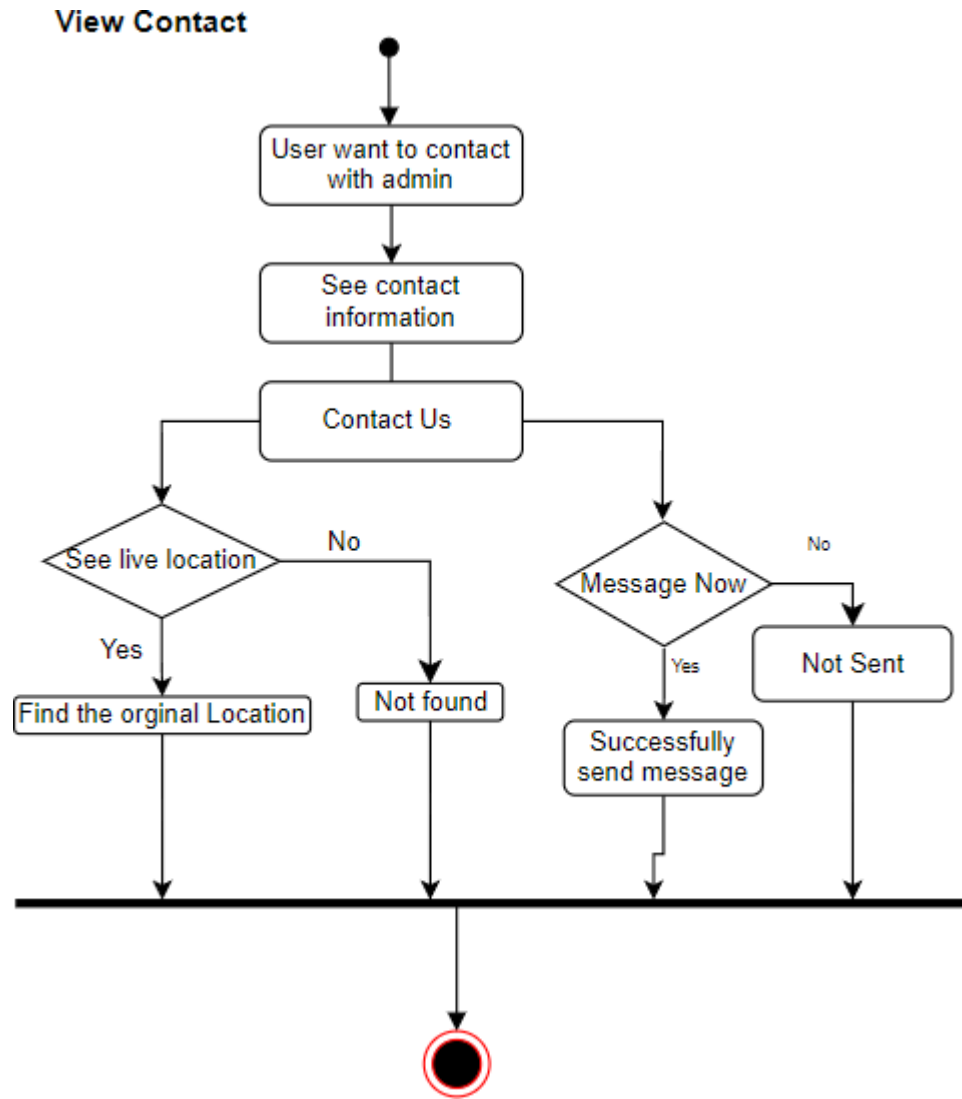 View Contact
User want to contact
with admin
See contact
information
Contact Us
See live location
No
Yes
Find the orginal Location
Not found
Message Now
No
Yes
Not Sent
Successfully
send message